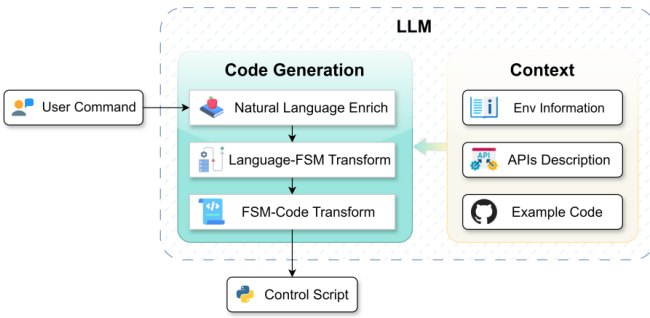 LLM
Code Generation
Context
User Command
Natural Language Enrich
Env Information
Language-FSM Transform
API
APIs Description
FSM-Code Transform
</>
Example Code
Control Script